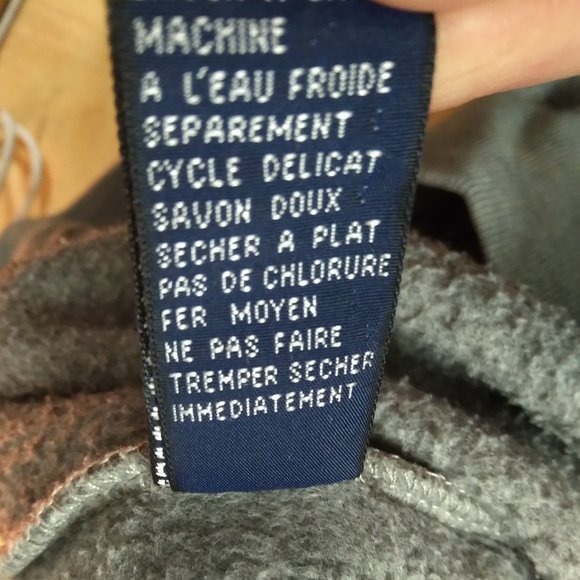 MACHINE
A L'EAU FROIDE
SEPAREMENT
CYCLE DELICAT
SAVON DOUX
SECHER A PLAT
PAS DE CHLORURE
FER MOYEN
NE PAS FAIRE
TREMPER SECHER
IMMEDIATEMENT